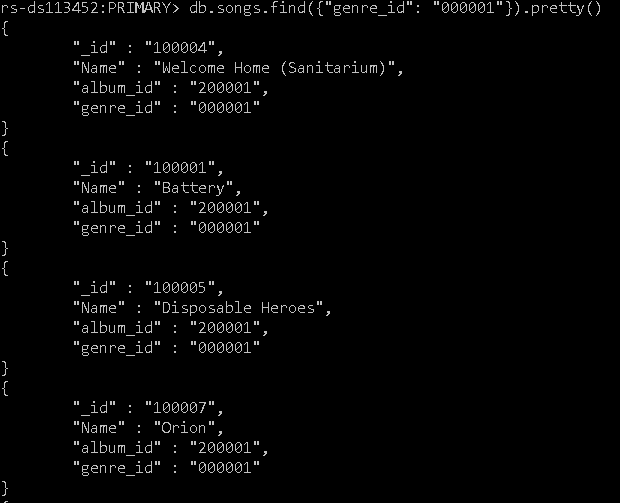 rs-ds113452:PRIMARY> db.songs.find({"genre_id": "000001"}).pretty()
{
        "_id" : "100004",
        "Name" : "Welcome Home (Sanitarium)",
        "album_id" : "200001",
        "genre_id" : "000001"
}
{
        "_id" : "100001",
        "Name" : "Battery",
        "album_id" : "200001",
        "genre_id" : "000001"
}
{
        "_id" : "100005",
        "Name" : "Disposable Heroes",
        "album_id" : "200001",
        "genre_id" : "000001"
}
{
        "_id" : "100007",
        "Name" : "Orion",
        "album_id" : "200001",
        "genre_id" : "000001"
}